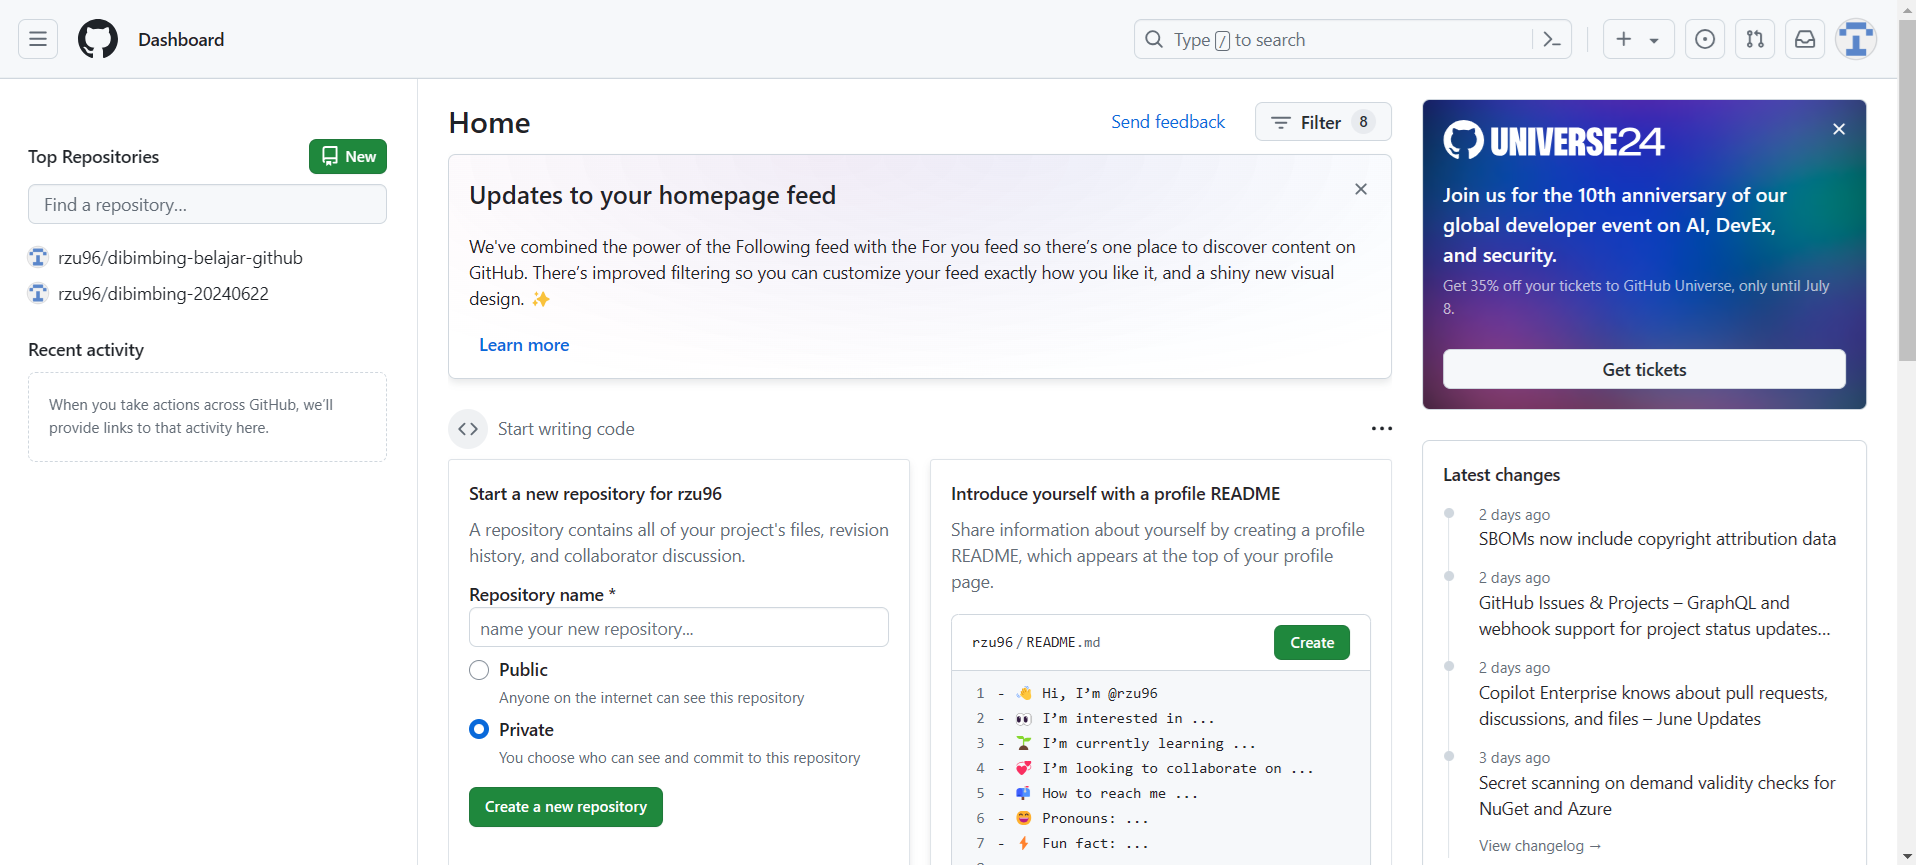 Dashboard
Type / to search
Top Repositories
New
Find a repository...
rzu96/dibimbing-belajar-github
rzu96/dibimbing-20240622
Recent activity
When you take actions across GitHub, we'll
provide links to that activity here.
Home
Send feedback
Filter 8
Updates to your homepage feed
We've combined the power of the Following feed with the For you feed so there's one place to discover content on
GitHub. There's improved filtering so you can customize your feed exactly how you like it, and a shiny new visual
design. ✨
Learn more
Start writing code
Start a new repository for rzu96
A repository contains all of your project's files, revision
history, and collaborator discussion.
Repository name *
name your new repository...
Public
Anyone on the internet can see this repository
Private
You choose who can see and commit to this repository
Create a new repository
Introduce yourself with a profile README
Share information about yourself by creating a profile
README, which appears at the top of your profile
page.
rzu96 / README.md
Create
1 - 👋 Hi, I'm @rzu96
2 - 👀 I'm interested in ...
3 - 🌱 I'm currently learning ...
4 - 💞️ I'm looking to collaborate on ...
5 - 📫 How to reach me ...
6 - 😄 Pronouns: ...
7 - ⚡ Fun fact: ...
UNIVERSE24
Join us for the 10th anniversary of our
global developer event on AI, DevEx,
and security.
Get 35% off your tickets to GitHub Universe, only until July
8.
Get tickets
Latest changes
2 days ago
SBOMs now include copyright attribution data
2 days ago
GitHub Issues & Projects – GraphQL and
webhook support for project status updates...
2 days ago
Copilot Enterprise knows about pull requests,
discussions, and files – June Updates
3 days ago
Secret scanning on demand validity checks for
NuGet and Azure
View changelog →